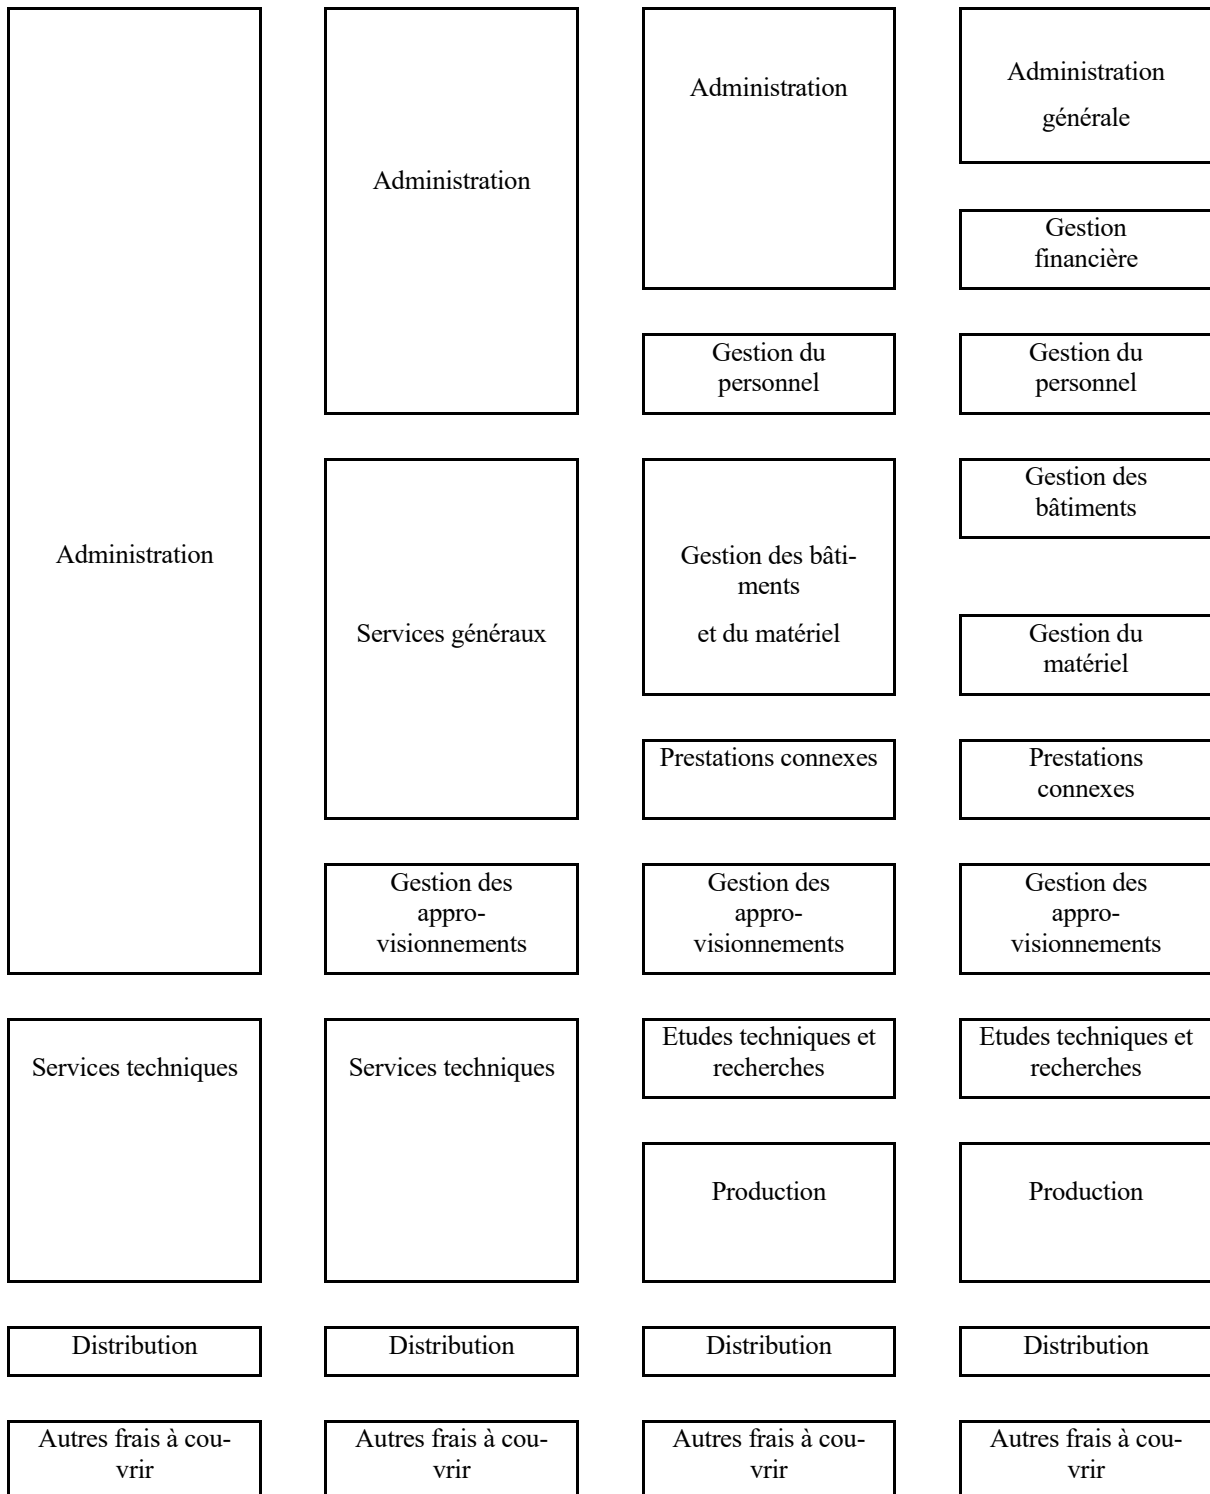 Administration
Administration
Administration
Administration
générale
Gestion
financière
Gestion du
personnel
Gestion du
personnel
Administration
Services généraux
Gestion des bâti-
ments
et du matériel
Gestion des
bâtiments
Gestion du
matériel
Prestations connexes
Prestations
connexes
Gestion des
appro-
visionnements
Gestion des
appro-
visionnements
Gestion des
appro-
visionnements
Services techniques
Services techniques
Etudes techniques et
recherches
Etudes techniques et
recherches
Production
Production
Distribution
Distribution
Distribution
Distribution
Autres frais à cou-
vrir
Autres frais à cou-
vrir
Autres frais à cou-
vrir
Autres frais à cou-
vrir